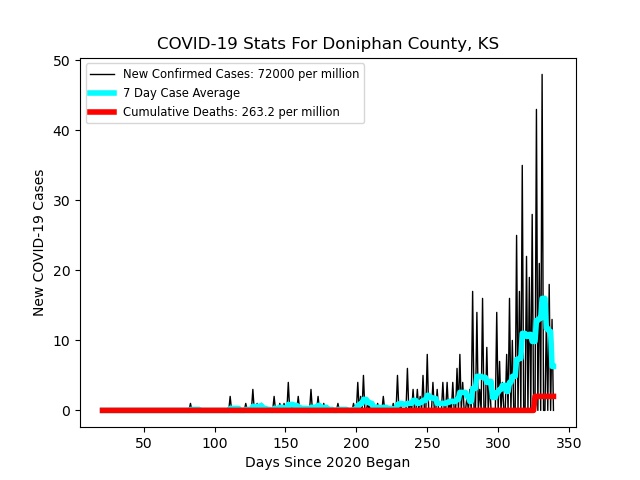 COVID-19 Stats For Doniphan County, KS
New Confirmed Cases: 72000 per million
7 Day Case Average
Cumulative Deaths: 263.2 per million
New COVID-19 Cases
50
40
30
20
10
0
50 100 150 200 250 300 350
Days Since 2020 Began